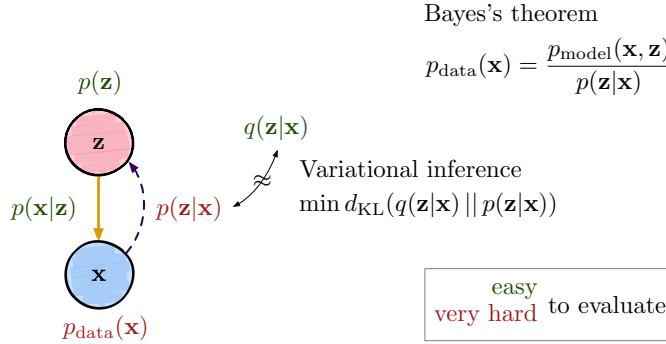 Bayes's theorem
p_data(x) = p_model(x, z) / p(z|x)
p(z)
z
q(z|x)
≈
Variational inference
min d_KL(q(z|x) || p(z|x))
p(x|z)
p(z|x)
x
p_data(x)
easy
very hard
to evaluate